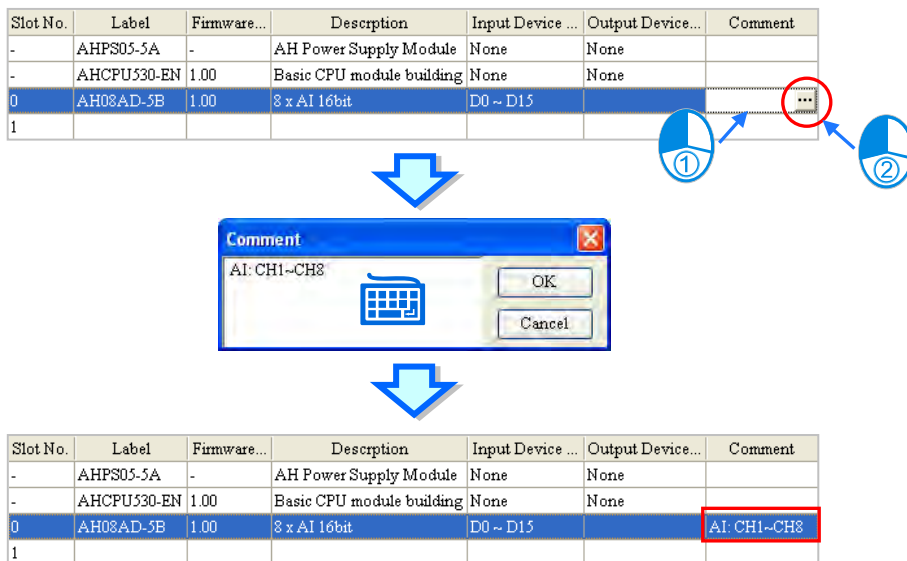 Slot No. Label Firmware... Descrption Input Device ... Output Device... Comment
- AHPS05-5A - AH Power Supply Module None None
- AHCPU530-EN 1.00 Basic CPU module building None None
0 AH08AD-5B 1.00 8 x AI 16bit D0 ~ D15 ...
1
① ②
Comment
AI: CH1~CH8
OK
Cancel
Slot No. Label Firmware... Descrption Input Device ... Output Device... Comment
- AHPS05-5A - AH Power Supply Module None None
- AHCPU530-EN 1.00 Basic CPU module building None None
0 AH08AD-5B 1.00 8 x AI 16bit D0 ~ D15 AI: CH1~CH8
1